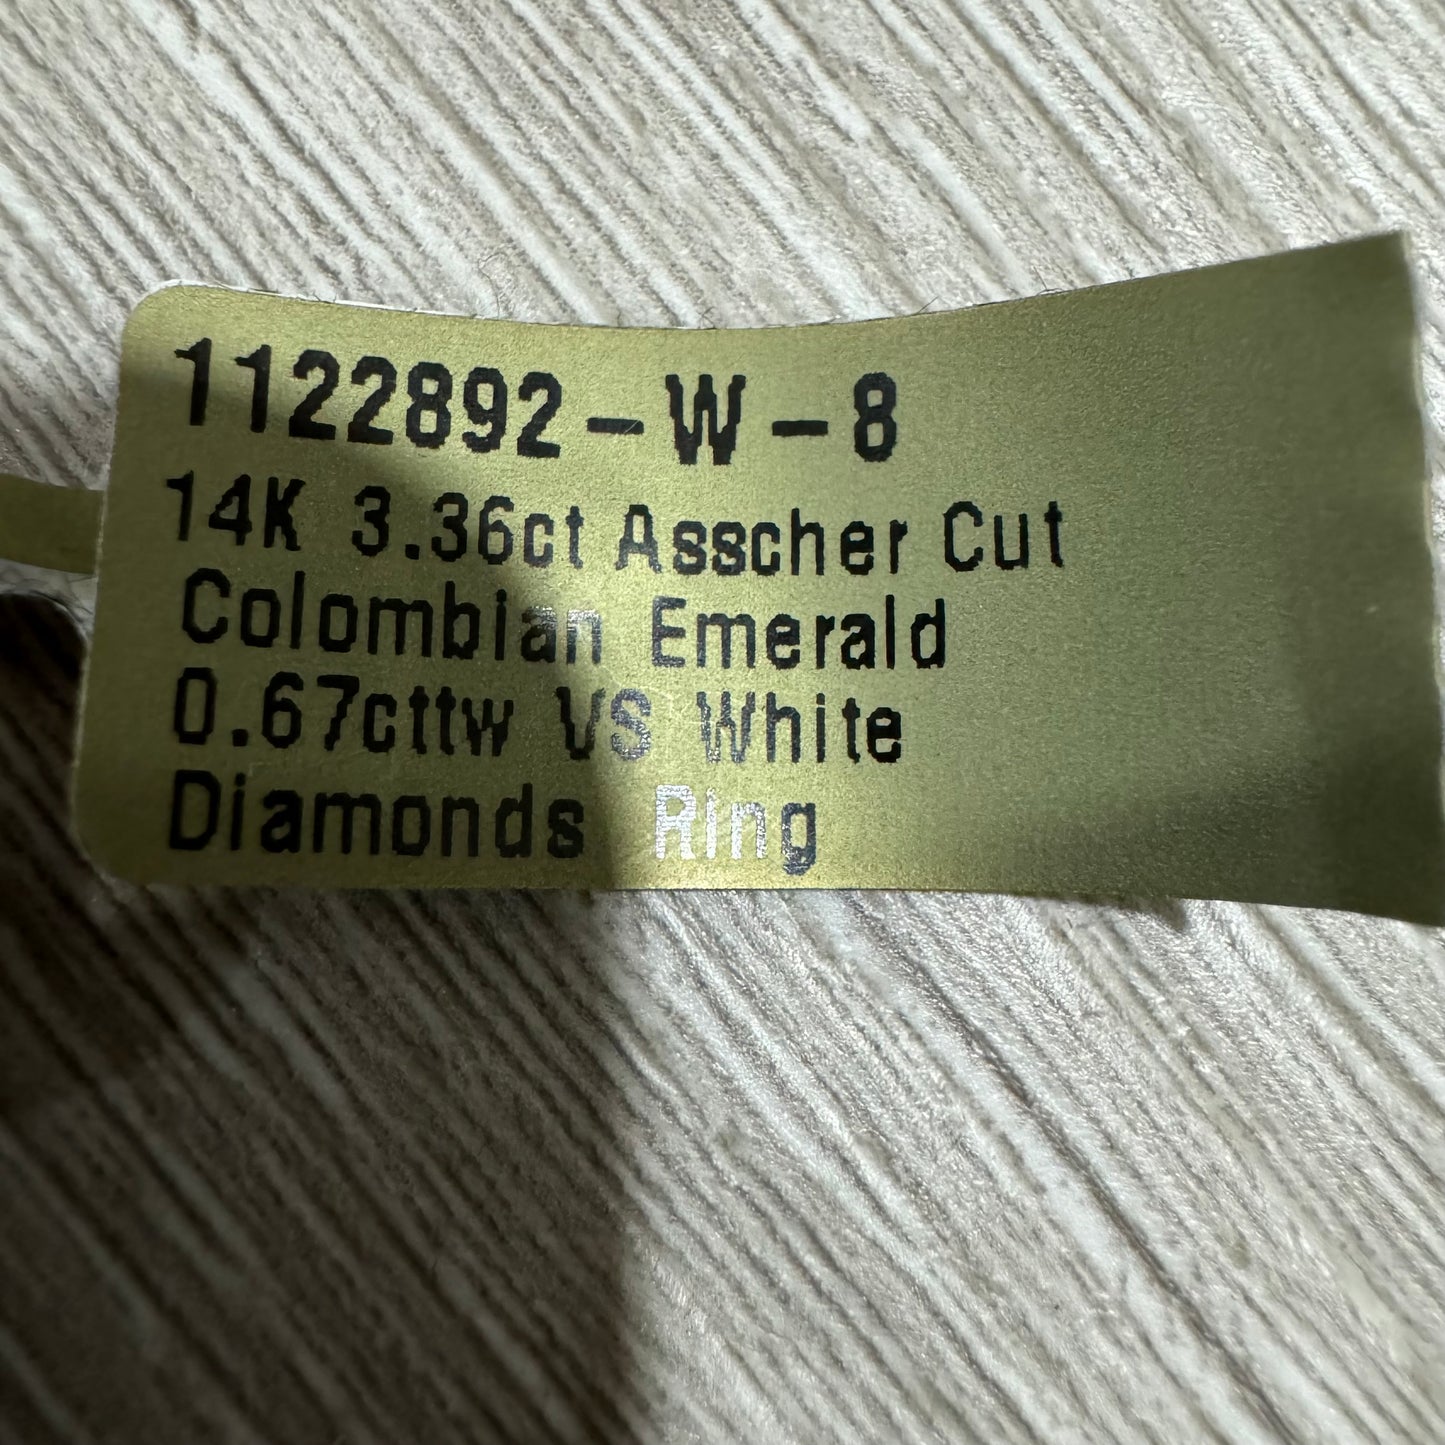 1122892-W-8
14K 3.36ct Asscher Cut
Colombian Emerald
0.67cttw VS White
Diamonds Ring